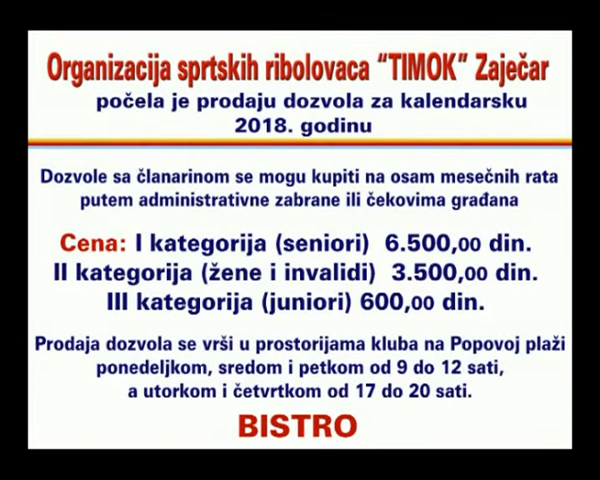 Organizacija sprtskih ribolovaca “TIMOK” Zaječar
počela je prodaju dozvola za kalendarsku
2018. godinu
Dozvole sa članarinom se mogu kupiti na osam mesečnih rata
putem administrativne zabrane ili čekovima građana
Cena: I kategorija (seniori) 6.500,00 din.
II kategorija (žene i invalidi) 3.500,00 din.
III kategorija (juniori) 600,00 din.
Prodaja dozvola se vrši u prostorijama kluba na Popovoj plaži
ponedeljkom, sredom i petkom od 9 do 12 sati,
a utorkom i četvrtkom od 17 do 20 sati.
BISTRO